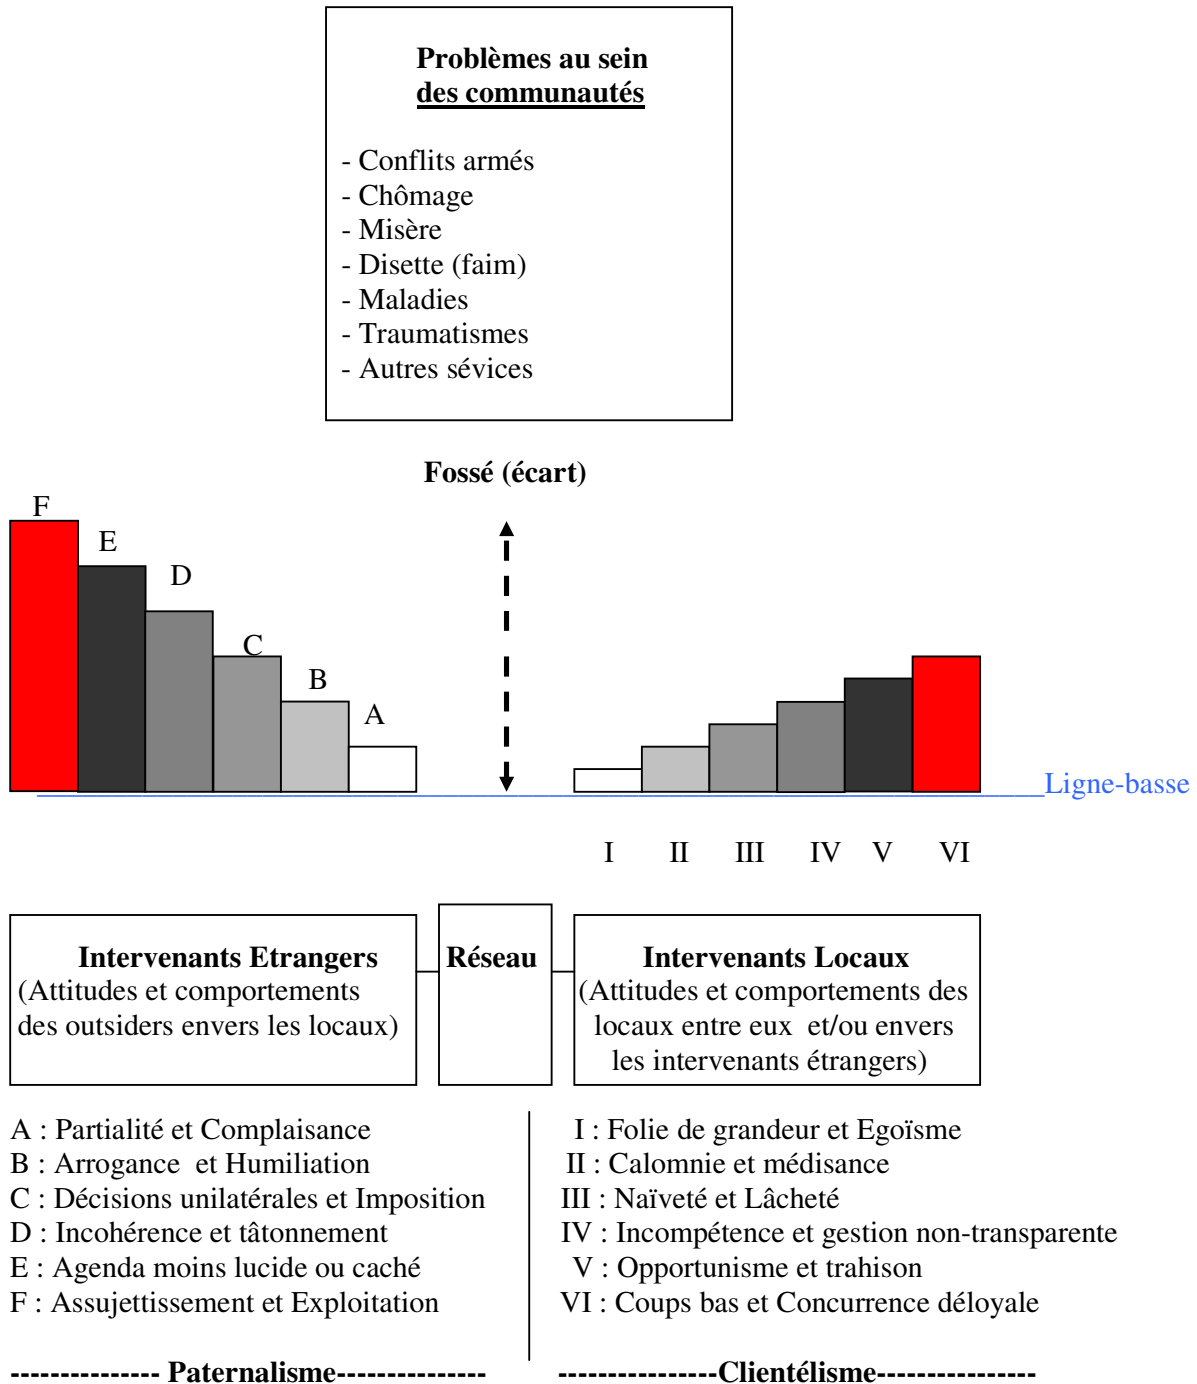 Problèmes au sein
des communautés
- Conflits armés
- Chômage
- Misère
- Disette (faim)
- Maladies
- Traumatismes
- Autres sévices
Fossé (écart)
F
E
D
C
B
A
Ligne-basse
I II III IV V VI
Intervenants Etrangers
(Attitudes et comportements
des outsiders envers les locaux)
Réseau
Intervenants Locaux
(Attitudes et comportements des
locaux entre eux et/ou envers
les intervenants étrangers)
A : Partialité et Complaisance
B : Arrogance et Humiliation
C : Décisions unilatérales et Imposition
D : Incohérence et tâtonnement
E : Agenda moins lucide ou caché
F : Assujettissement et Exploitation
--------------- Paternalisme---------------
I : Folie de grandeur et Egoïsme
II : Calomnie et médisance
III : Naïveté et Lâcheté
IV : Incompétence et gestion non-transparente
V : Opportunisme et trahison
VI : Coups bas et Concurrence déloyale
----------------Clientélisme----------------